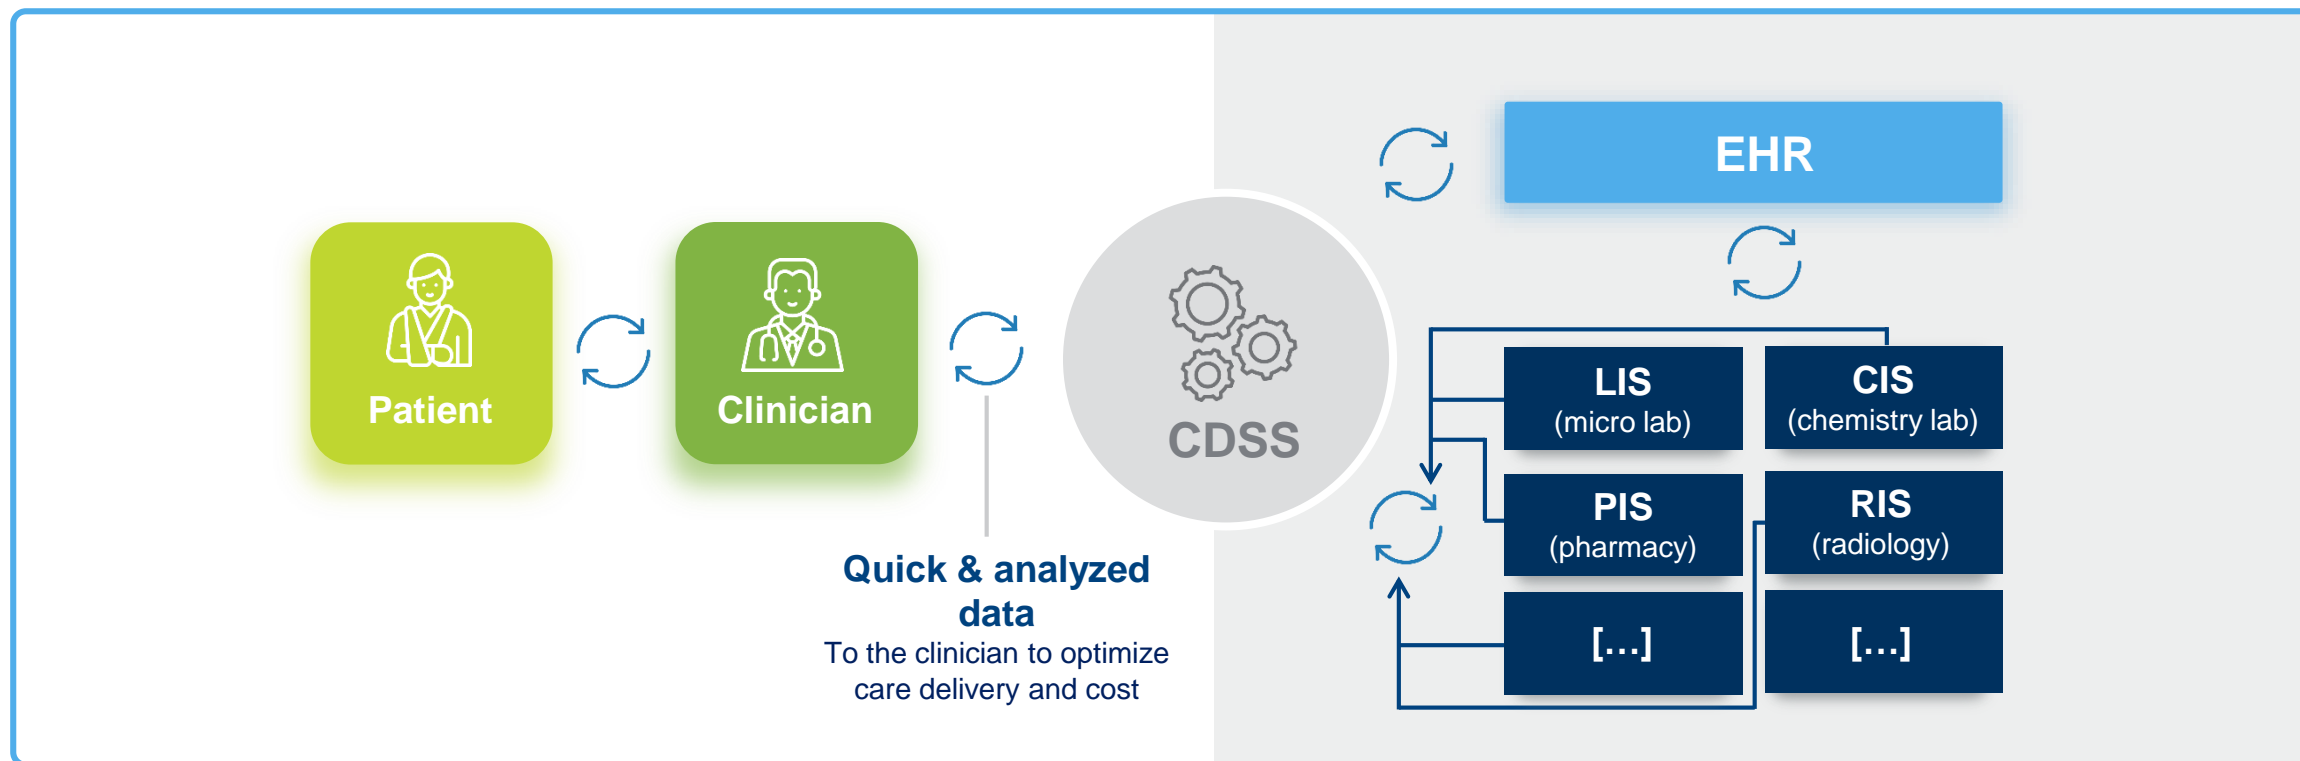 Patient
Clinician
Quick & analyzed
data
To the clinician to optimize
care delivery and cost
CDSS
EHR
LIS
(micro lab)
CIS
(chemistry lab)
PIS
(pharmacy)
RIS
(radiology)
[...]
[...]